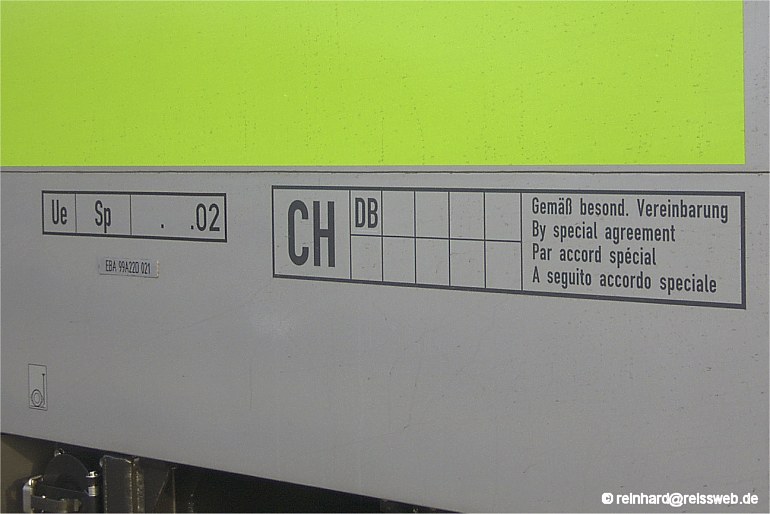 Ue Sp . .02
EBA 99A22D 021
CH DB
Gemäß besond. Vereinbarung
By special agreement
Par accord spécial
A seguito accordo speciale
© reinhard@reissweb.de